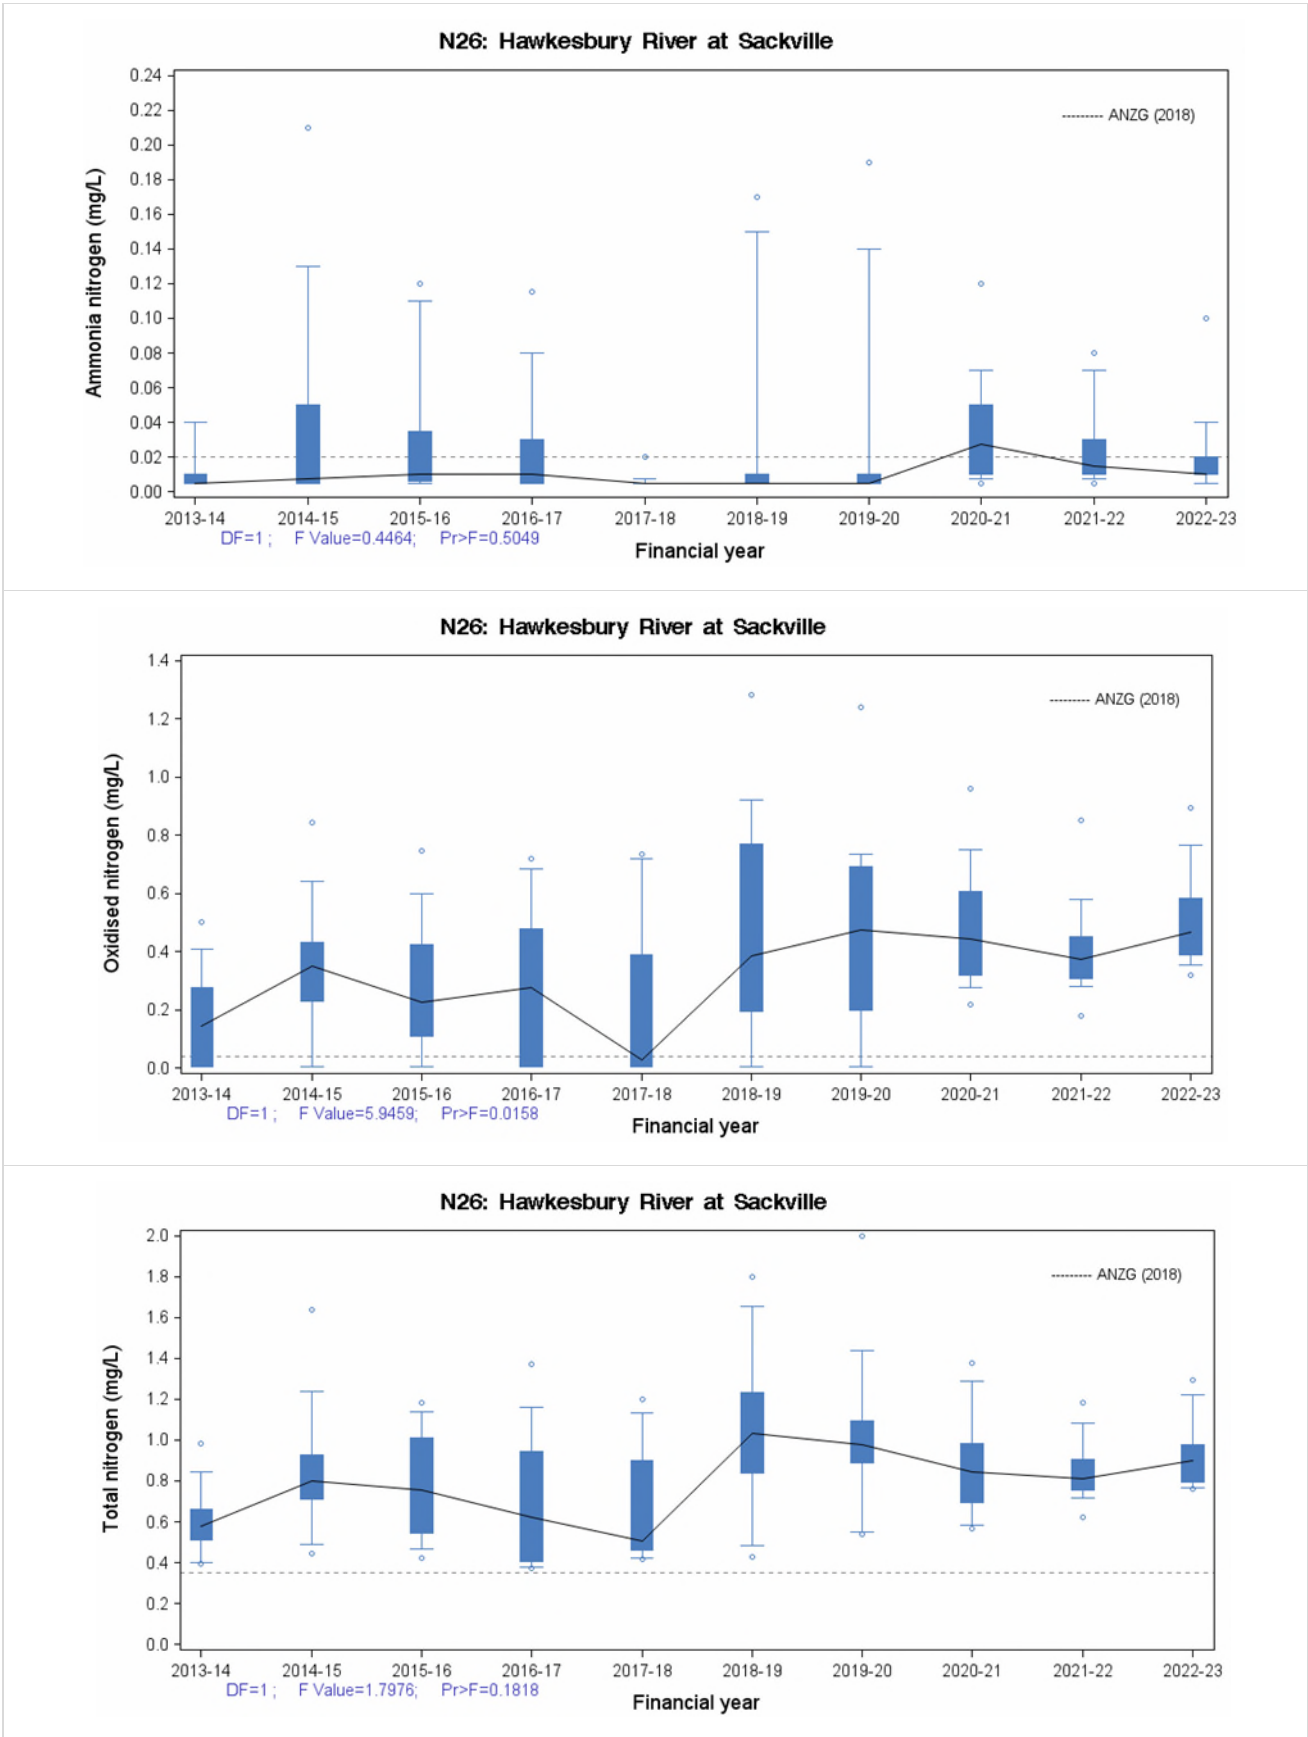 N26: Hawkesbury River at Sackville
0.24
0.22
0.20
0.18
0.16
0.14
0.12
0.10
0.08
0.06
0.04
0.02
0.00
Ammonia nitrogen (mg/L)
ANZG (2018)
2013-14 2014-15 2015-16 2016-17 2017-18 2018-19 2019-20 2020-21 2021-22 2022-23
DF=1 ; F Value=0.4464; Pr>F=0.5049
Financial year
N26: Hawkesbury River at Sackville
1.4
1.2
1.0
0.8
0.6
0.4
0.2
0.0
Oxidised nitrogen (mg/L)
ANZG (2018)
2013-14 2014-15 2015-16 2016-17 2017-18 2018-19 2019-20 2020-21 2021-22 2022-23
DF=1 ; F Value=5.9459; Pr>F=0.0158
Financial year
N26: Hawkesbury River at Sackville
2.0
1.8
1.6
1.4
1.2
1.0
0.8
0.6
0.4
0.2
0.0
Total nitrogen (mg/L)
ANZG (2018)
2013-14 2014-15 2015-16 2016-17 2017-18 2018-19 2019-20 2020-21 2021-22 2022-23
DF=1 ; F Value=1.7976; Pr>F=0.1818
Financial year